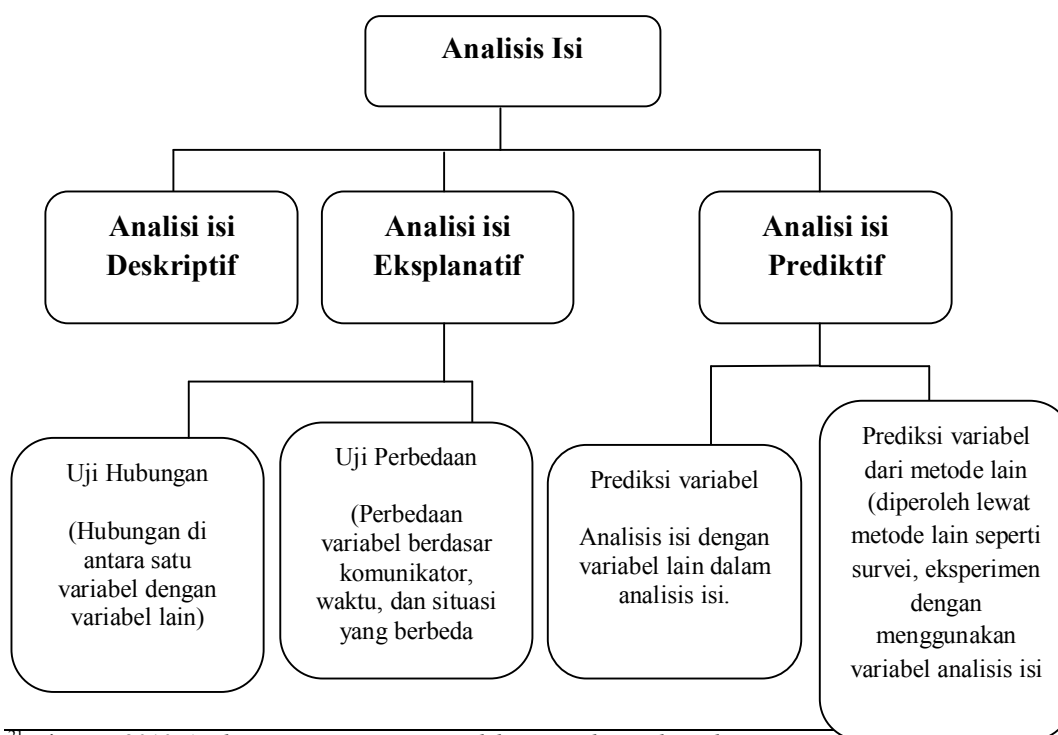 Analisis Isi
Analisi isi
Deskriptif
Analisi isi
Eksplanatif
Analisi isi
Prediktif
Uji Hubungan
(Hubungan di
antara satu
variabel dengan
variabel lain)
Uji Perbedaan
(Perbedaan
variabel berdasar
komunikator,
waktu, dan situasi
yang berbeda
Prediksi variabel
Analisis isi dengan
variabel lain dalam
analisis isi.
Prediksi variabel
dari metode lain
(diperoleh lewat
metode lain seperti
survei, eksperimen
dengan
menggunakan
variabel analisis isi